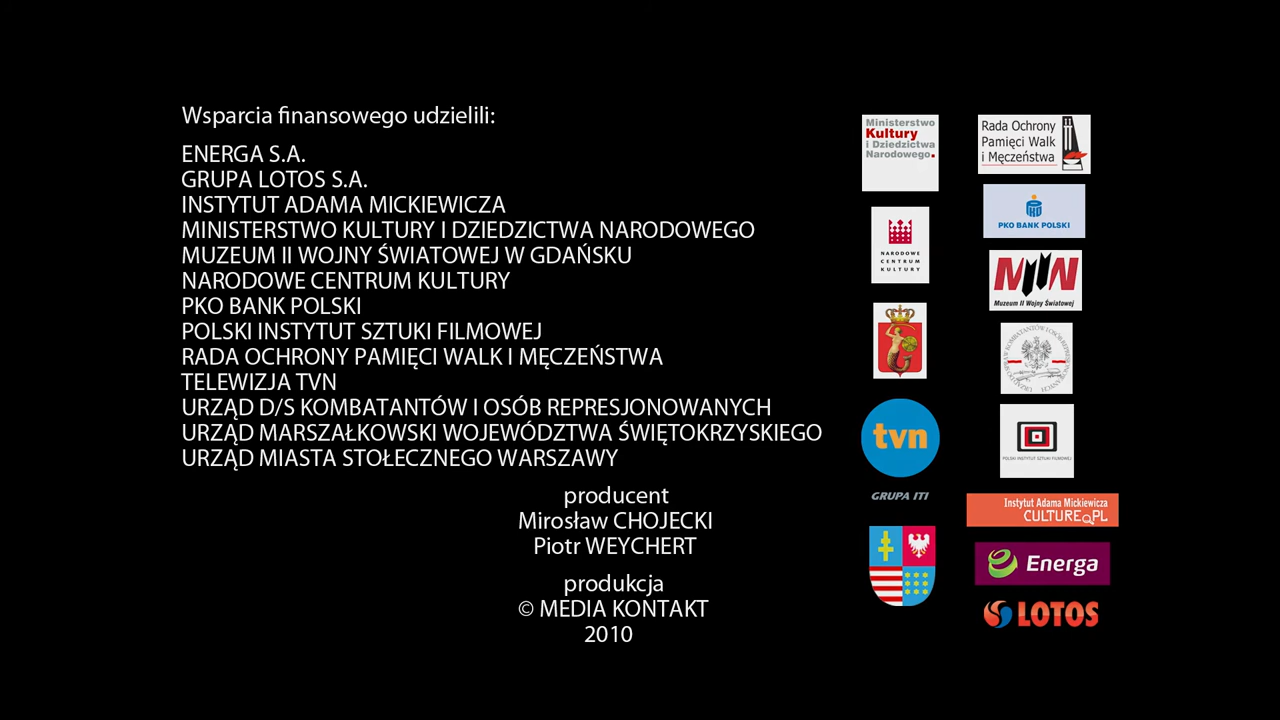 Wsparcia finansowego udzielili:
ENERGA S.A.
GRUPA LOTOS S.A.
INSTYTUT ADAMA MICKIEWICZA
MINISTERSTWO KULTURY I DZIEDZICTWA NARODOWEGO
MUZEUM II WOJNY ŚWIATOWEJ W GDAŃSKU
NARODOWE CENTRUM KULTURY
PKO BANK POLSKI
POLSKI INSTYTUT SZTUKI FILMOWEJ
RADA OCHRONY PAMIĘCI WALK I MĘCZEŃSTWA
TELEWIZJA TVN
URZĄD D/S KOMBATANTÓW I OSÓB REPRESJONOWANYCH
URZĄD MARSZAŁKOWSKI WOJEWÓDZTWA ŚWIĘTOKRZYSKIEGO
URZĄD MIASTA STOŁECZNEGO WARSZAWY
producent
Mirosław CHOJECKI
Piotr WEYCHERT
produkcja
© MEDIA KONTAKT
2010
Ministerstwo
Kultury
i Dziedzictwa
Narodowego.
NARODOWE
CENTRUM
KULTURY
tvn
GRUPA ITI
Rada Ochrony
Pamięci Walk
i Męczeństwa
PKO BANK POLSKI
Muzeum II Wojny Światowej
POLSKI INSTYTUT SZTUKI FILMOWEJ
Instytut Adama Mickiewicza
CULTURE.PL
Energa
LOTOS